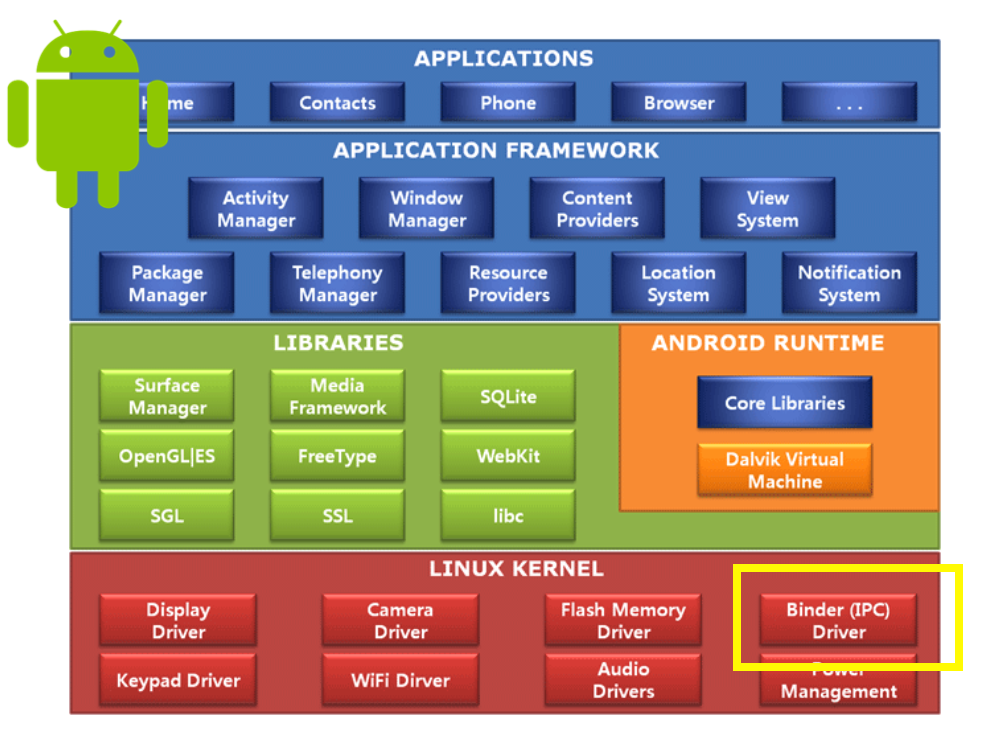 APPLICATIONS
Home
Contacts
Phone
Browser
...
APPLICATION FRAMEWORK
Activity
Manager
Window
Manager
Content
Providers
View
System
Package
Manager
Telephony
Manager
Resource
Providers
Location
System
Notification
System
LIBRARIES
Surface
Manager
Media
Framework
SQLite
OpenGL|ES
FreeType
WebKit
SGL
SSL
libc
ANDROID RUNTIME
Core Libraries
Dalvik Virtual
Machine
LINUX KERNEL
Display
Driver
Camera
Driver
Flash Memory
Driver
Binder (IPC)
Driver
Keypad Driver
WiFi Dirver
Audio
Drivers
Power
Management